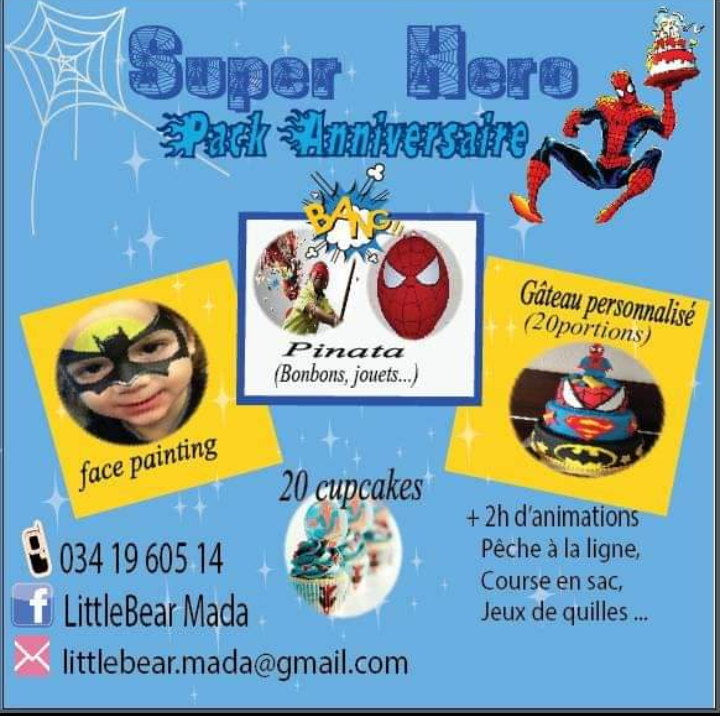 Super Hero
Pack Anniversaire
BANG!!
Pinata
(Bonbons, jouets...)
Gâteau personnalisé
(20portions)
face painting
20 cupcakes
+ 2h d'animations
Pêche à la ligne,
Course en sac,
Jeux de quilles ...
034 19 605 14
LittleBear Mada
littlebear.mada@gmail.com